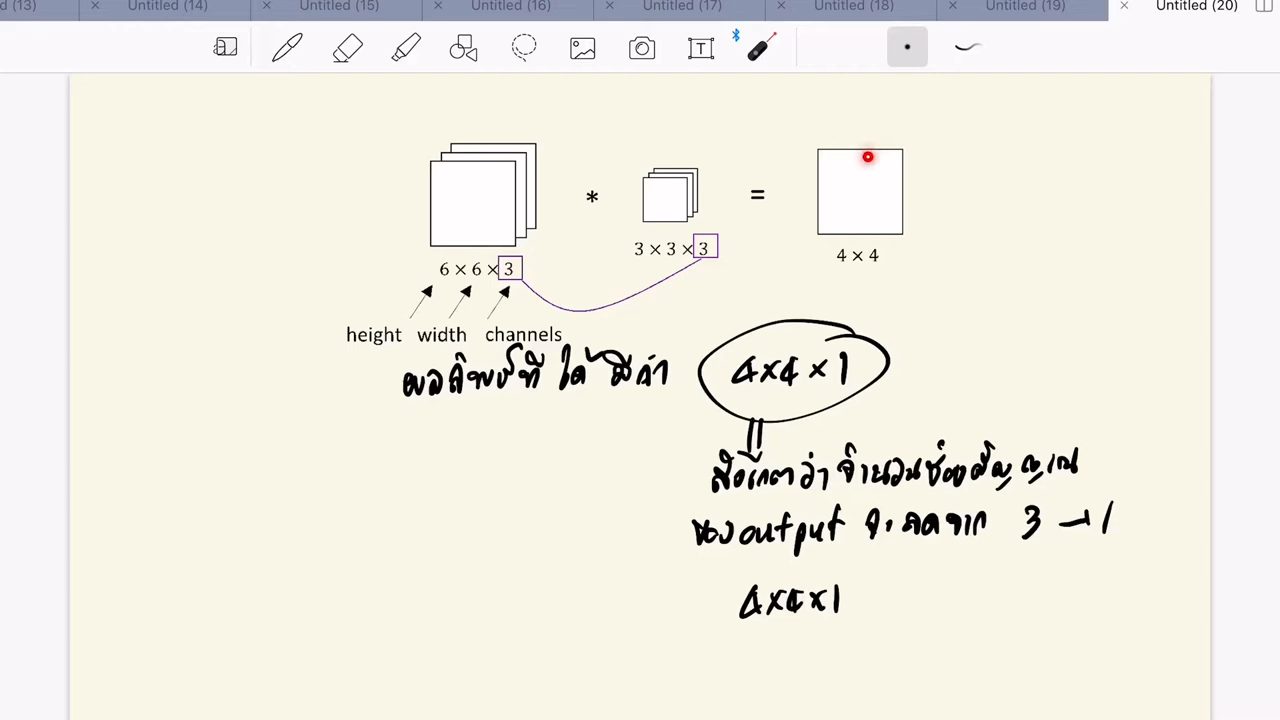 (13) Untitled (14) Untitled (15) Untitled (16) Untitled (17) Untitled (18) Untitled (19) Untitled (20)
T
* =
6 × 6 × 3 3 × 3 × 3 4 × 4
height width channels
ผลลัพธ์ที่ ได้ มีค่า 4×4×1
สังเกตว่า จำนวนช่องสัญญาณ
ของ output จะลดจาก 3 → 1
4×4×1